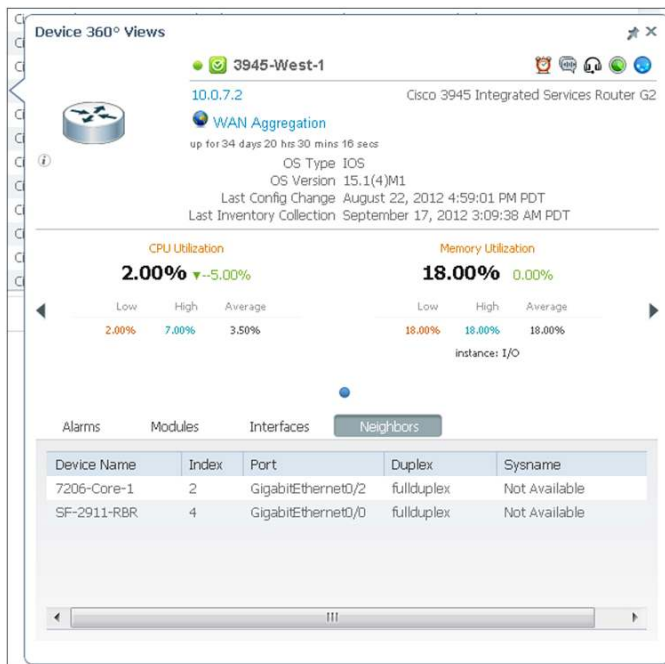 Device 360° Views
3945-West-1
10.0.7.2 Cisco 3945 Integrated Services Router G2
WAN Aggregation
up for 34 days 20 hrs 30 mins 16 secs
OS Type IOS
OS Version 15.1(4)M1
Last Config Change August 22, 2012 4:59:01 PM PDT
Last Inventory Collection September 17, 2012 3:09:38 AM PDT
CPU Utilization Memory Utilization
2.00% ▼--5.00% 18.00% 0.00%
Low High Average Low High Average
2.00% 7.00% 3.50% 18.00% 18.00% 18.00%
instance: I/O
Alarms Modules Interfaces Neighbors
Device Name Index Port Duplex Sysname
7206-Core-1 2 GigabitEthernet0/2 fullduplex Not Available
SF-2911-RBR 4 GigabitEthernet0/0 fullduplex Not Available